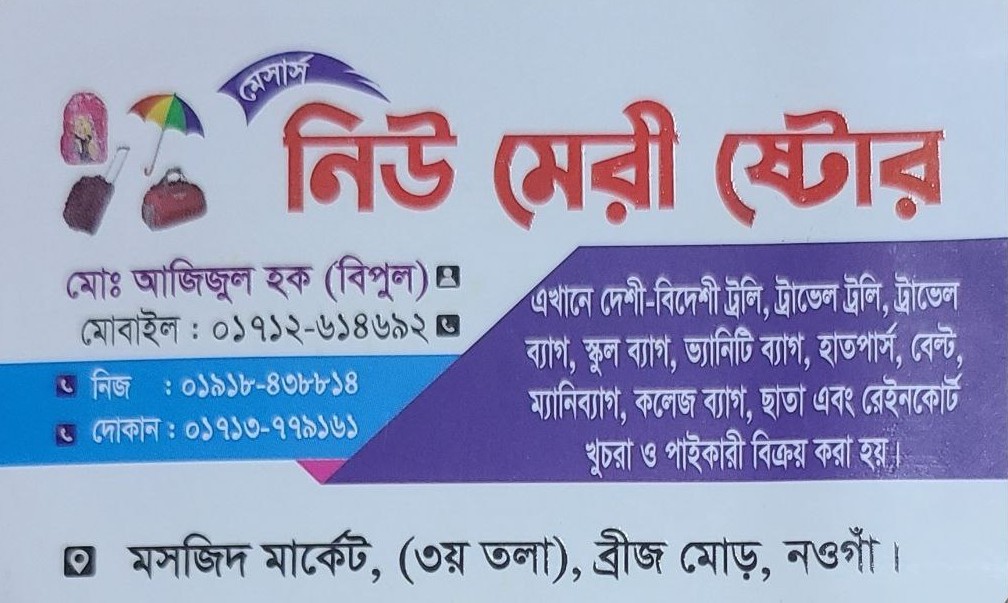 মেসার্স
নিউ মেরী ষ্টোর
মোঃ আজিজুল হক (বিপুল)
মোবাইল : ০১৭১২-৬১৪৬৯২
নিজ : ০১৯১৮-৪৩৮৮১৪
দোকান : ০১৭১৩-৭৭৯১৬১
এখানে দেশী-বিদেশী ট্রলি, ট্রাভেল ট্রলি, ট্রাভেল
ব্যাগ, স্কুল ব্যাগ, ভ্যানিটি ব্যাগ, হাতপার্স, বেল্ট,
ম্যানিব্যাগ, কলেজ ব্যাগ, ছাতা এবং রেইনকোর্ট
খুচরা ও পাইকারী বিক্রয় করা হয়।
মসজিদ মার্কেট, (৩য় তলা), ব্রীজ মোড়, নওগাঁ।